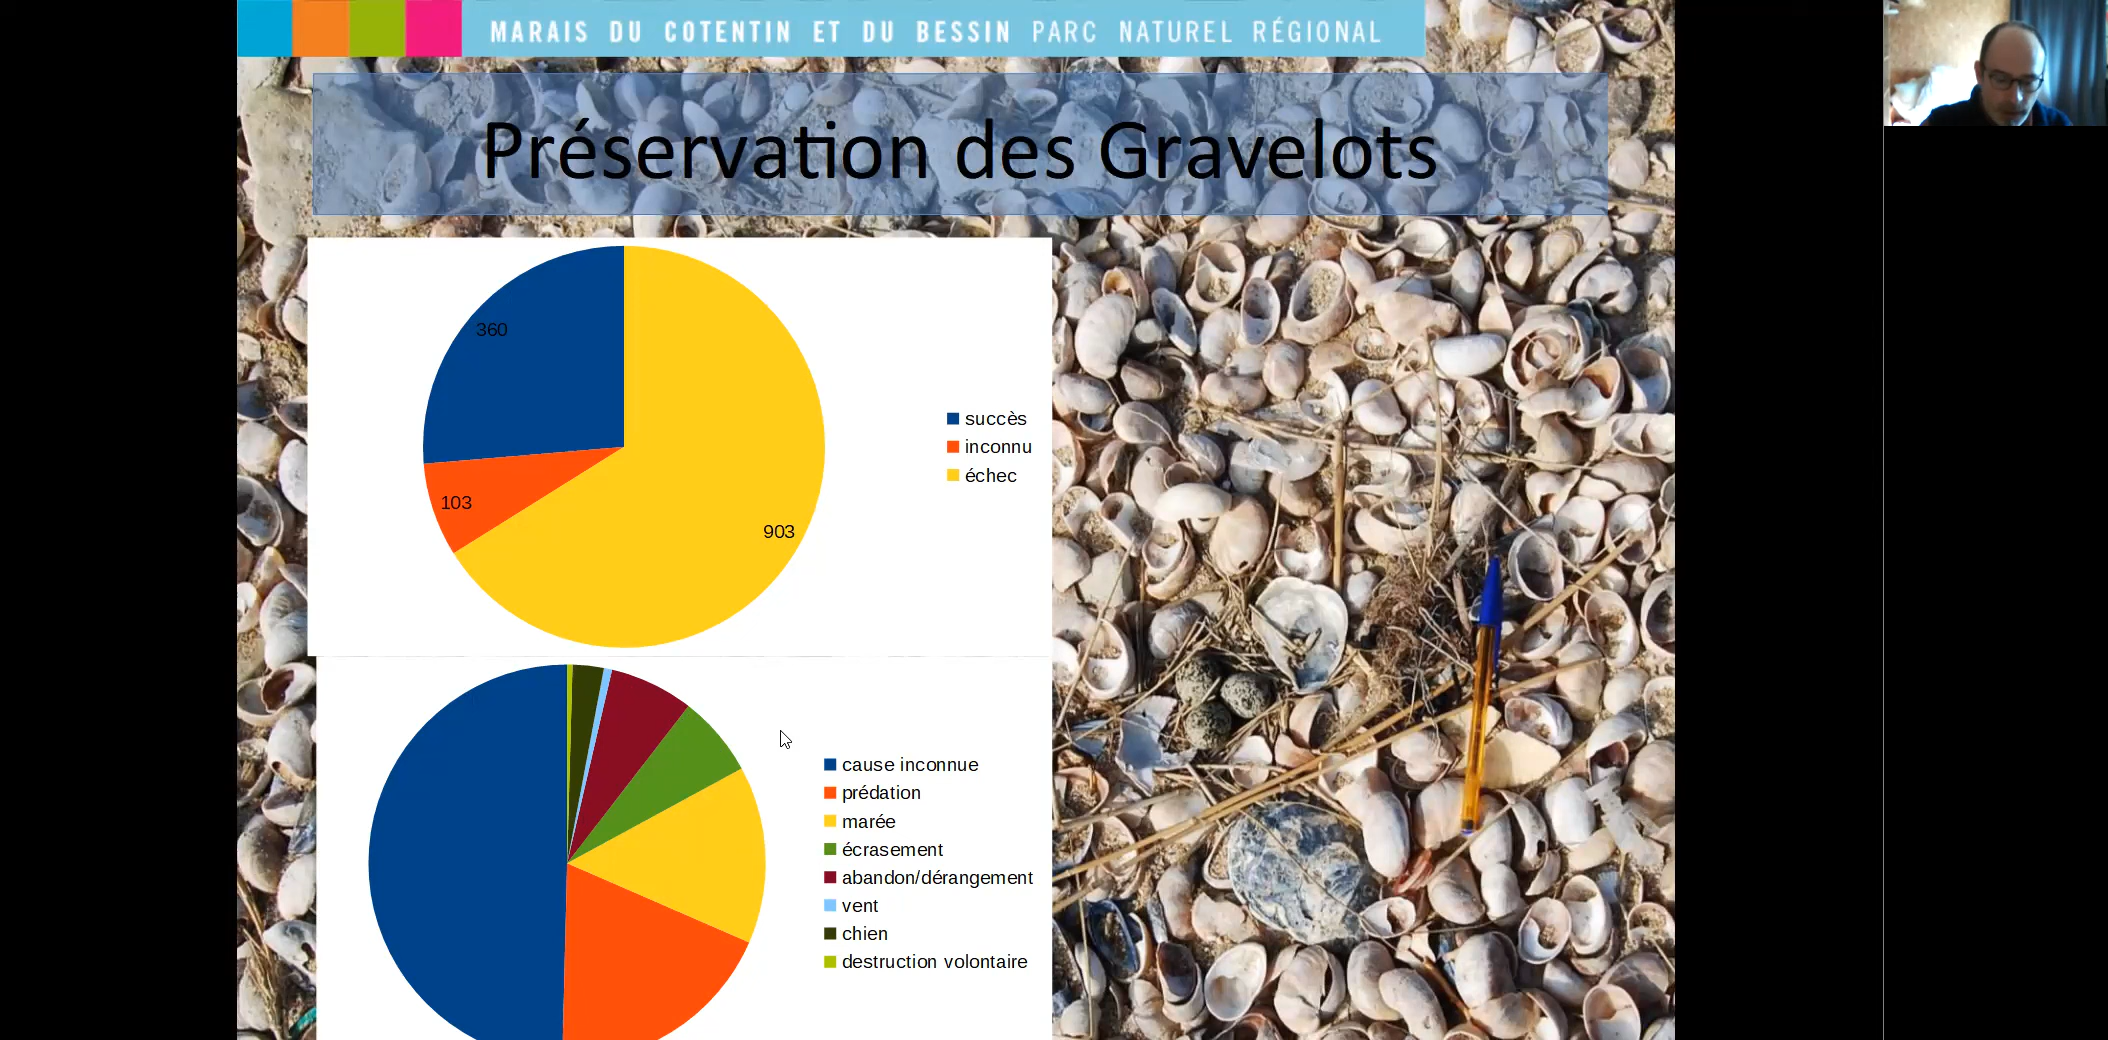 MARAIS DU COTENTIN ET DU BESSIN PARC NATUREL RÉGIONAL
Préservation des Gravelots
360
103
903
succès
inconnu
échec
cause inconnue
prédation
marée
écrasement
abandon/dérangement
vent
chien
destruction volontaire